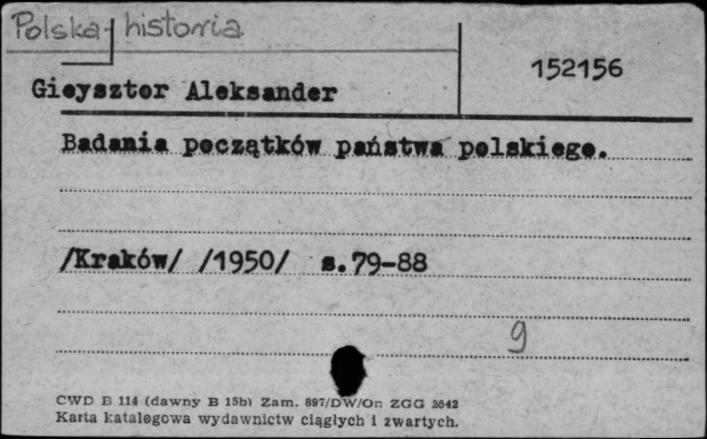 Polska - historia
152156
Gieysztor Aleksander
Badania początków państwa polskiego.
/Kraków/ /1950/ s.79-88
9
CWD B 114 (dawny B 15b) Zam. 897/DW/On ZGG 2642
Karta katalogowa wydawnictw ciągłych i zwartych.